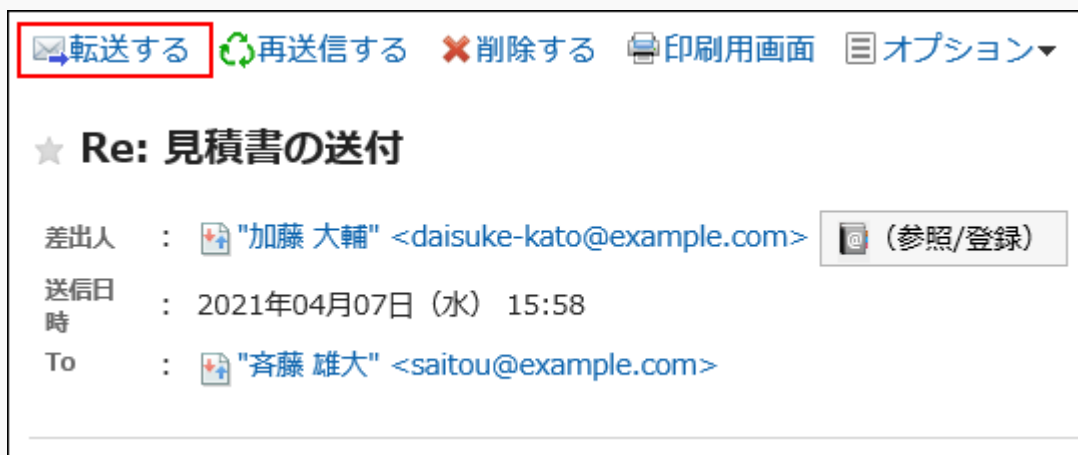 転送する 再送信する 削除する 印刷用画面 オプション▾
Re: 見積書の送付
差出人 : "加藤 大輔" <daisuke-kato@example.com> @ (参照/登録)
送信日時 : 2021年04月07日（水） 15:58
To : "斉藤 雄大" <saitou@example.com>